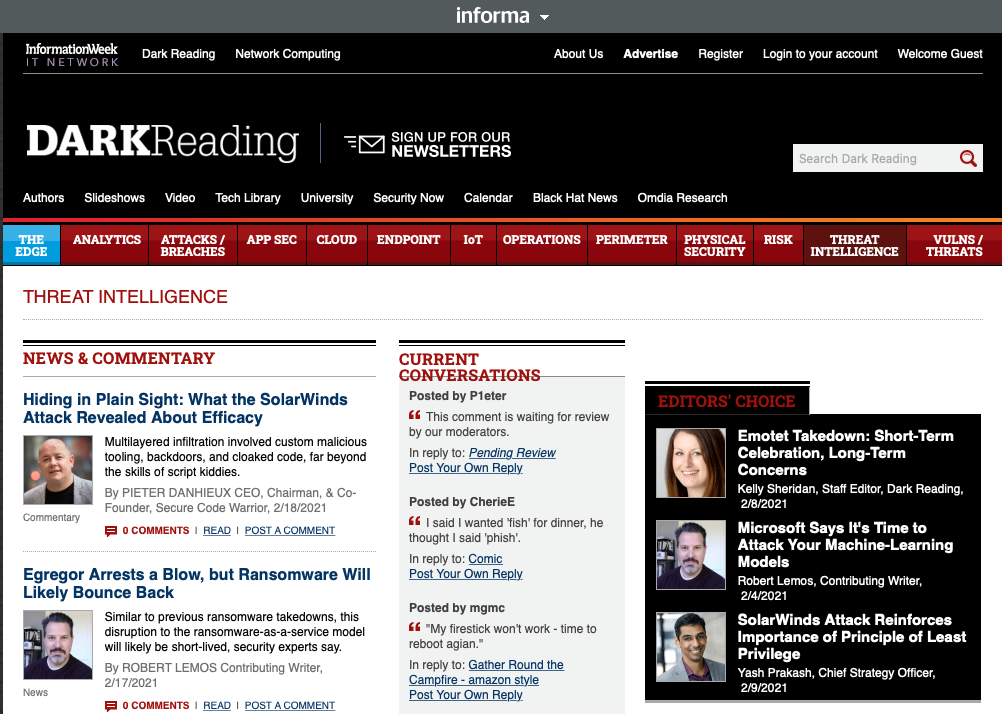 informa
InformationWeek
IT NETWORK
Dark Reading
Network Computing
About Us
Advertise
Register
Login to your account
Welcome Guest
DARKReading
SIGN UP FOR OUR
NEWSLETTERS
Search Dark Reading
Authors
Slideshows
Video
Tech Library
University
Security Now
Calendar
Black Hat News
Omdia Research
THE
EDGE
ANALYTICS
ATTACKS /
BREACHES
APP SEC
CLOUD
ENDPOINT
IoT
OPERATIONS
PERIMETER
PHYSICAL
SECURITY
RISK
THREAT
INTELLIGENCE
VULNS /
THREATS
THREAT INTELLIGENCE
NEWS & COMMENTARY
Hiding in Plain Sight: What the SolarWinds
Attack Revealed About Efficacy
Multilayered infiltration involved custom malicious
tooling, backdoors, and cloaked code, far beyond
the skills of script kiddies.
By PIETER DANHIEUX CEO, Chairman, & Co-
Founder, Secure Code Warrior, 2/18/2021
Commentary
0 COMMENTS | READ | POST A COMMENT
Egregor Arrests a Blow, but Ransomware Will
Likely Bounce Back
Similar to previous ransomware takedowns, this
disruption to the ransomware-as-a-service model
will likely be short-lived, security experts say.
By ROBERT LEMOS Contributing Writer,
2/17/2021
News
0 COMMENTS | READ | POST A COMMENT
CURRENT
CONVERSATIONS
Posted by P1eter
“ This comment is waiting for review
by our moderators.
In reply to: Pending Review
Post Your Own Reply
Posted by CherieE
“ I said I wanted 'fish' for dinner, he
thought I said 'phish'.
In reply to: Comic
Post Your Own Reply
Posted by mgmc
“ "My firestick won't work - time to
reboot agian."
In reply to: Gather Round the
Campfire - amazon style
Post Your Own Reply
EDITORS' CHOICE
Emotet Takedown: Short-Term
Celebration, Long-Term
Concerns
Kelly Sheridan, Staff Editor, Dark Reading,
2/8/2021
Microsoft Says It's Time to
Attack Your Machine-Learning
Models
Robert Lemos, Contributing Writer,
2/4/2021
SolarWinds Attack Reinforces
Importance of Principle of Least
Privilege
Yash Prakash, Chief Strategy Officer,
2/9/2021